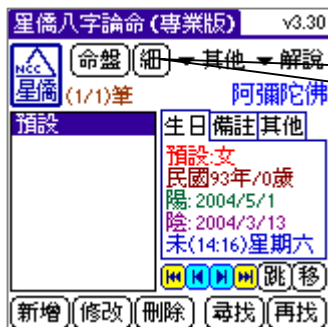 星僑八字論命(專業版) v3.30
NCC 星僑 命盤 細 其他 解說
(1/1)筆 阿彌陀佛
預設
生日 備註 其他
預設:女
民國93年/0歲
陽: 2004/5/1
陰: 2004/3/13
未(14:16)星期六
跳 移
新增 修改 刪除 尋找 再找